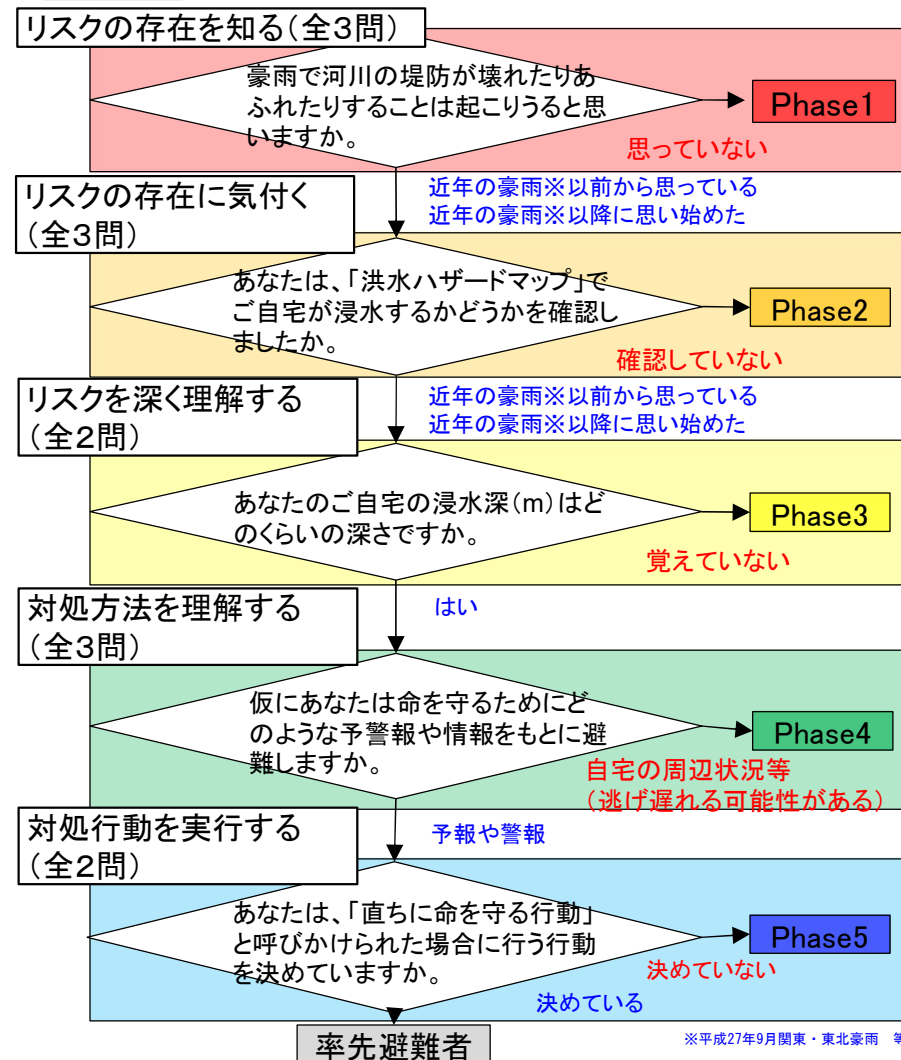 リスクの存在を知る(全3問)
豪雨で河川の堤防が壊れたりあ
ふれたりすることは起こりうると思
いますか。
Phase1
思っていない
近年の豪雨※以前から思っている
近年の豪雨※以降に思い始めた
リスクの存在に気付く
(全3問)
あなたは、「洪水ハザードマップ」で
ご自宅が浸水するかどうかを確認し
ましたか。
Phase2
確認していない
近年の豪雨※以前から思っている
近年の豪雨※以降に思い始めた
リスクを深く理解する
(全2問)
あなたのご自宅の浸水深(m)はど
のくらいの深さですか。
Phase3
覚えていない
はい
対処方法を理解する
(全3問)
仮にあなたは命を守るためにど
のような予警報や情報をもとに避
難しますか。
Phase4
自宅の周辺状況等
(逃げ遅れる可能性がある)
予報や警報
対処行動を実行する
(全2問)
あなたは、「直ちに命を守る行動」
と呼びかけられた場合に行う行動
を決めていますか。
Phase5
決めていない
決めている
率先避難者
※平成27年9月関東・東北豪雨 等